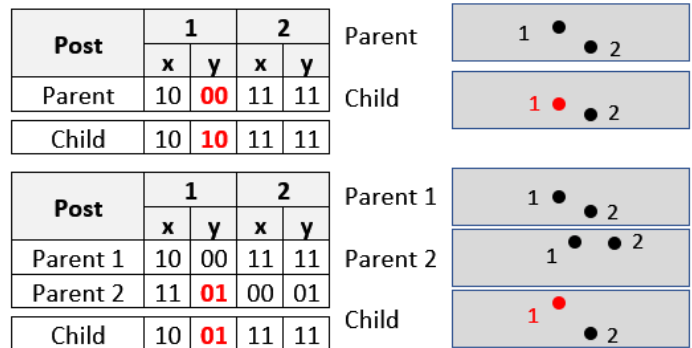 Post 1 2
x y x y
Parent 10 00 11 11
Child 10 10 11 11
Parent 1 2
Child 1 2
Post 1 2
x y x y
Parent 1 10 00 11 11
Parent 2 11 01 00 01
Child 10 01 11 11
Parent 1 1 2
Parent 2 1 2
Child 1 2